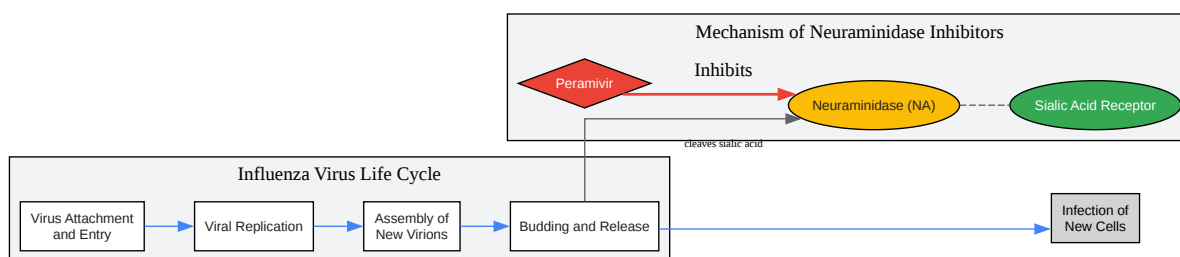 Mechanism of Neuraminidase Inhibitors
Inhibits
Peramivir
Neuraminidase (NA)
Sialic Acid Receptor
cleaves sialic acid
Influenza Virus Life Cycle
Virus Attachment
and Entry
Viral Replication
Assembly of
New Virions
Budding and Release
Infection of
New Cells